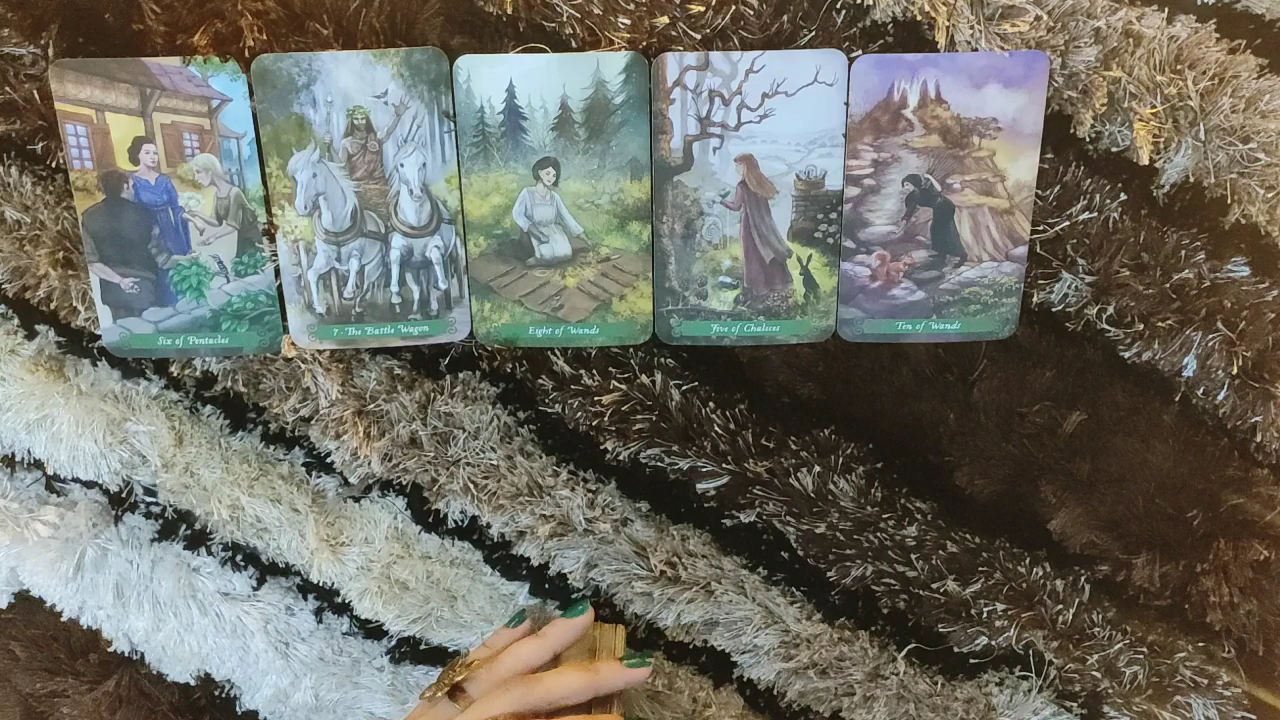 Six of Pentacles
7 · The Battle Wagon
Eight of Wands
Five of Chalices
Ten of Wands